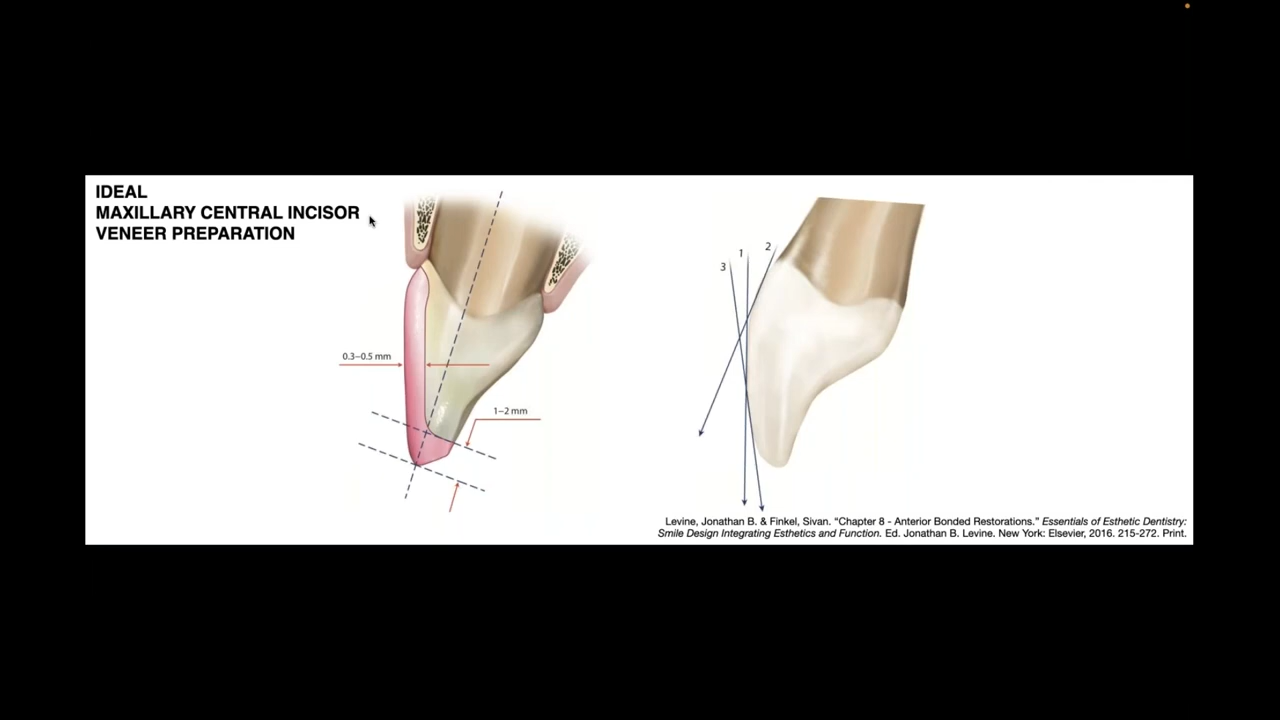 IDEAL
MAXILLARY CENTRAL INCISOR
VENEER PREPARATION
0.3–0.5 mm
1–2 mm
3
1
2
Levine, Jonathan B. & Finkel, Sivan. “Chapter 8 - Anterior Bonded Restorations.” Essentials of Esthetic Dentistry:
Smile Design Integrating Esthetics and Function. Ed. Jonathan B. Levine. New York: Elsevier, 2016. 215-272. Print.